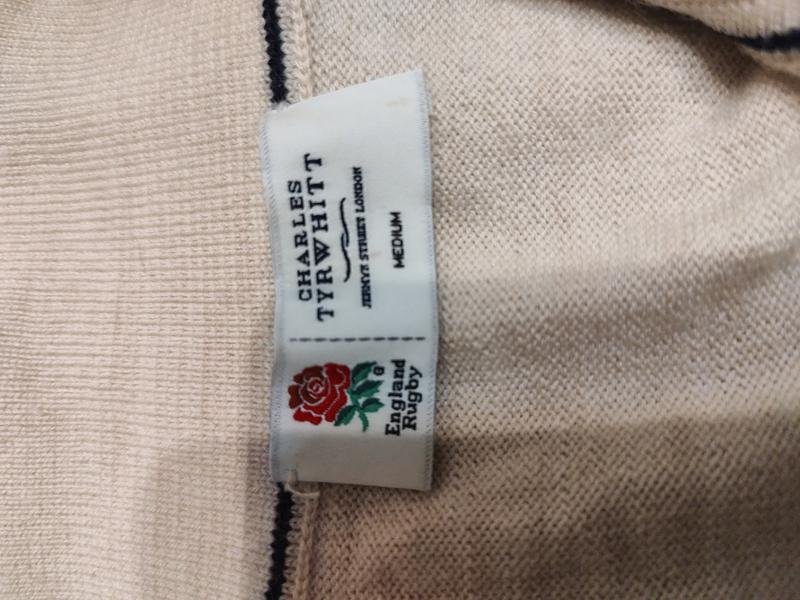 CHARLES
TYRWHITT
JERMYN STREET LONDON
MEDIUM
England
Rugby